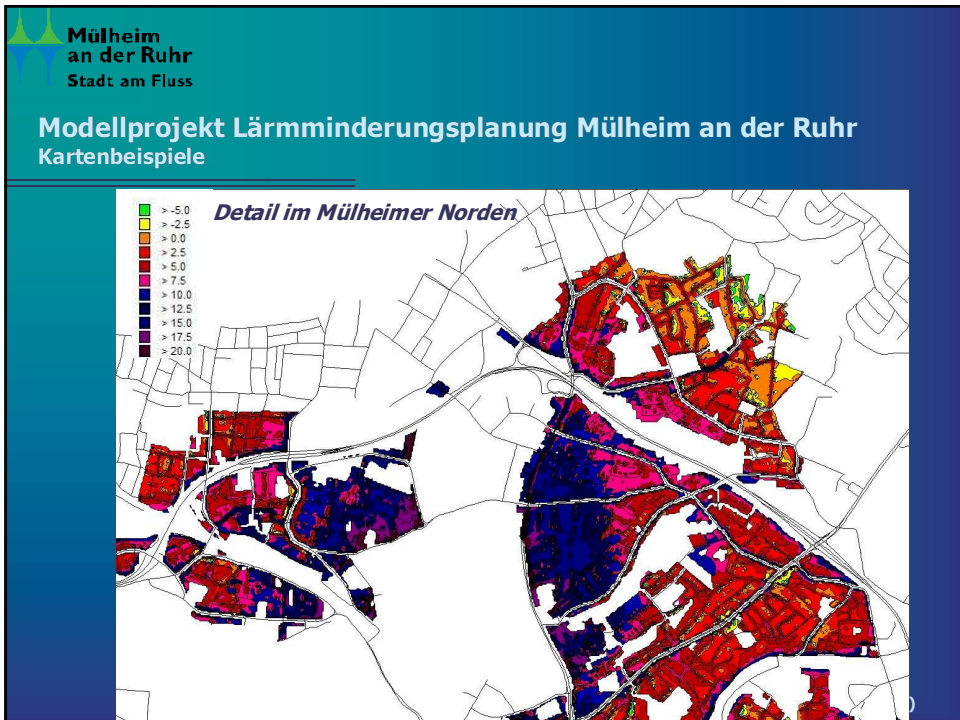 Mülheim
an der Ruhr
Stadt am Fluss
Modellprojekt Lärmminderungsplanung Mülheim an der Ruhr
Kartenbeispiele
Detail im Mülheimer Norden
> -5.0
> -2.5
> 0.0
> 2.5
> 5.0
> 7.5
> 10.0
> 12.5
> 15.0
> 17.5
> 20.0